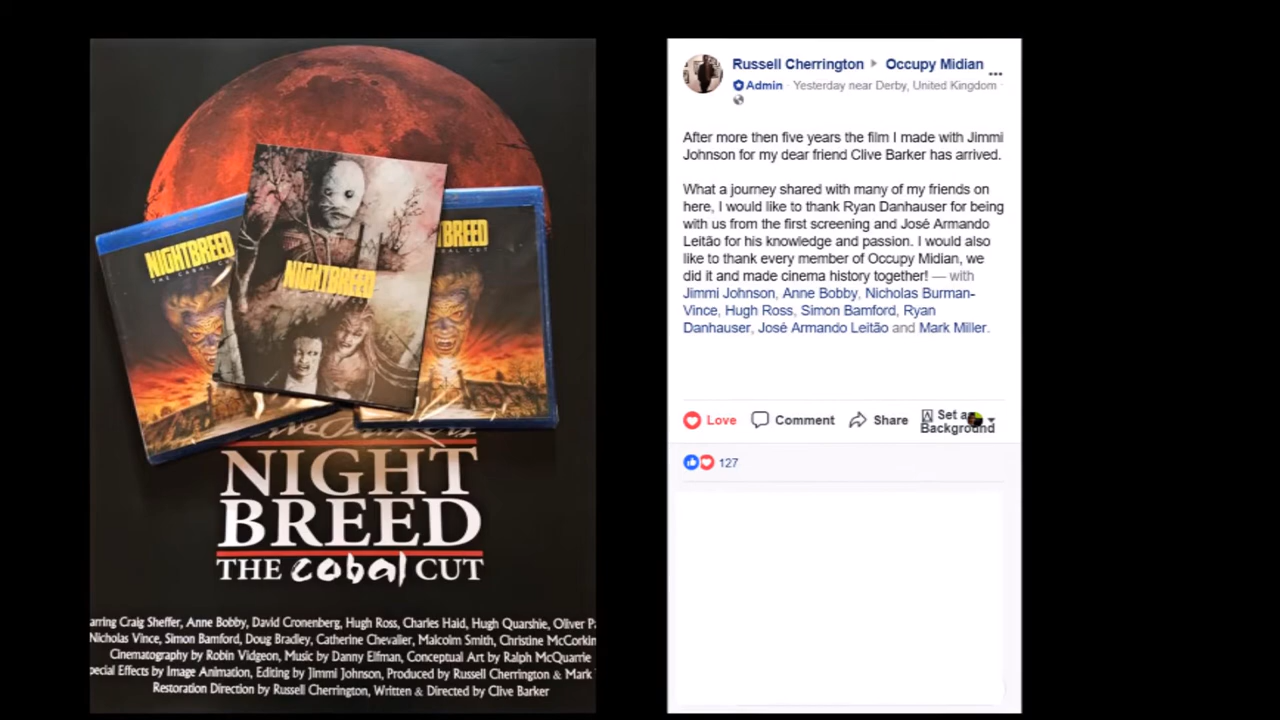 NIGHTBREED
THE CABAL CUT
NIGHTBREED
BREED
CABAL CUT
NIGHT
BREED
THE cabal CUT
arring Craig Sheffer, Anne Bobby, David Cronenberg, Hugh Ross, Charles Haid, Hugh Quarshie, Oliver P
Nicholas Vince, Simon Bamford, Doug Bradley, Catherine Chevalier, Malcolm Smith, Christine McCorkin
Cinematography by Robin Vidgeon, Music by Danny Elfman, Conceptual Art by Ralph McQuarrie
pecial Effects by Image Animation, Editing by Jimmi Johnson, Produced by Russell Cherrington & Mark
Restoration Direction by Russell Cherrington, Written & Directed by Clive Barker
Russell Cherrington Occupy Midian
Admin · Yesterday near Derby, United Kingdom ·
After more then five years the film I made with Jimmi
Johnson for my dear friend Clive Barker has arrived.
What a journey shared with many of my friends on
here, I would like to thank Ryan Danhauser for being
with us from the first screening and José Armando
Leitão for his knowledge and passion. I would also
like to thank every member of Occupy Midian, we
did it and made cinema history together! — with
Jimmi Johnson, Anne Bobby, Nicholas Burman-
Vince, Hugh Ross, Simon Bamford, Ryan
Danhauser, José Armando Leitão and Mark Miller.
Love Comment Share Set as
Background
127